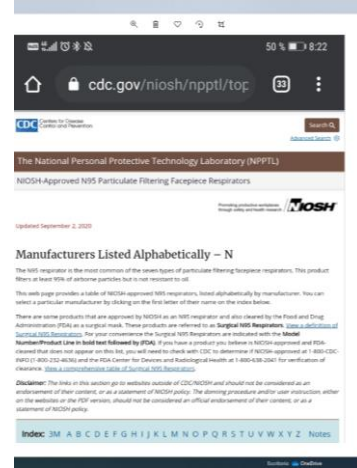 50 % 8:22
cdc.gov/niosh/npptl/top
33
CDC Centers for Disease
Control and Prevention
Search
Advanced Search
The National Personal Protective Technology Laboratory (NPPTL)
NIOSH-Approved N95 Particulate Filtering Facepiece Respirators
Promoting productive workplaces
through safety and health research
NIOSH
Updated September 2, 2020
Manufacturers Listed Alphabetically – N
The N95 respirator is the most common of the seven types of particulate filtering facepiece respirators. This product
filters at least 95% of airborne particles but is not resistant to oil.
This web page provides a table of NIOSH-approved N95 respirators, listed alphabetically by manufacturer. You can
select a particular manufacturer by clicking on the first letter of their name on the index below.
There are some products that are approved by NIOSH as an N95 respirator and also cleared by the Food and Drug
Administration (FDA) as a surgical mask. These products are referred to as Surgical N95 Respirators. View a definition of
Surgical N95 Respirators. For your convenience the Surgical N95 Respirators are indicated with the Model
Number/Product Line in bold text followed by (FDA). If you have a product you believe is NIOSH-approved and FDA-
cleared that does not appear on this list, you will need to check with CDC to determine if NIOSH-approved at 1-800-CDC-
INFO (1-800-232-4636) and the FDA Center for Devices and Radiological Health at 1-800-638-2041 for verification of
clearance. View a comprehensive table of Surgical N95 Respirators.
Disclaimer: The links in this section go to websites outside of CDC/NIOSH and should not be considered as an
endorsement of their content, or as a statement of NIOSH policy. The donning procedure and/or user instruction, either
on the websites or the PDF version, should not be considered an official endorsement of their content, or as a
statement of NIOSH policy.
Index: 3M A B C D E F G H I J K L M N O P Q R S T U V W X Y Z Notes
OneDrive